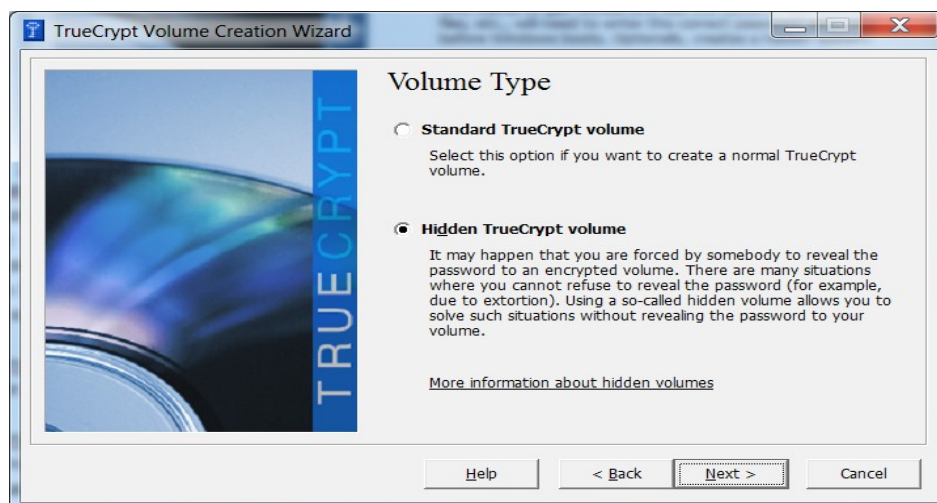 TrueCrypt Volume Creation Wizard
TRUECRYPT
Volume Type
Standard TrueCrypt volume
Select this option if you want to create a normal TrueCrypt
volume.
Hidden TrueCrypt volume
It may happen that you are forced by somebody to reveal the
password to an encrypted volume. There are many situations
where you cannot refuse to reveal the password (for example,
due to extortion). Using a so-called hidden volume allows you to
solve such situations without revealing the password to your
volume.
More information about hidden volumes
Help
< Back
Next >
Cancel